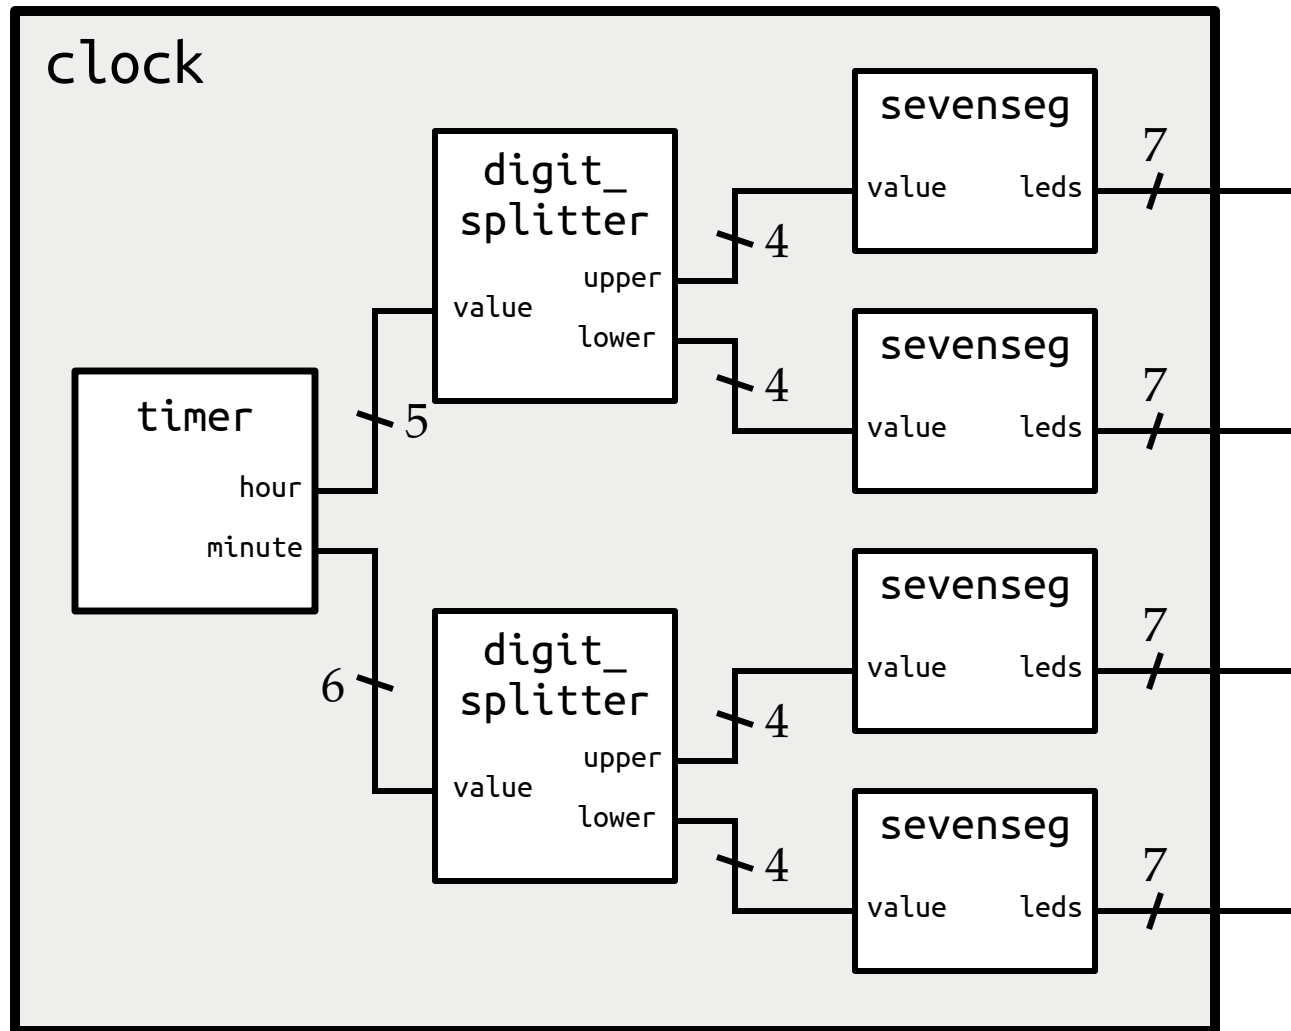 clock
timer
hour
minute
5
6
digit_
splitter
value
upper
lower
4
4
digit_
splitter
value
upper
lower
4
4
sevenseg
value leds
7
sevenseg
value leds
7
sevenseg
value leds
7
sevenseg
value leds
7